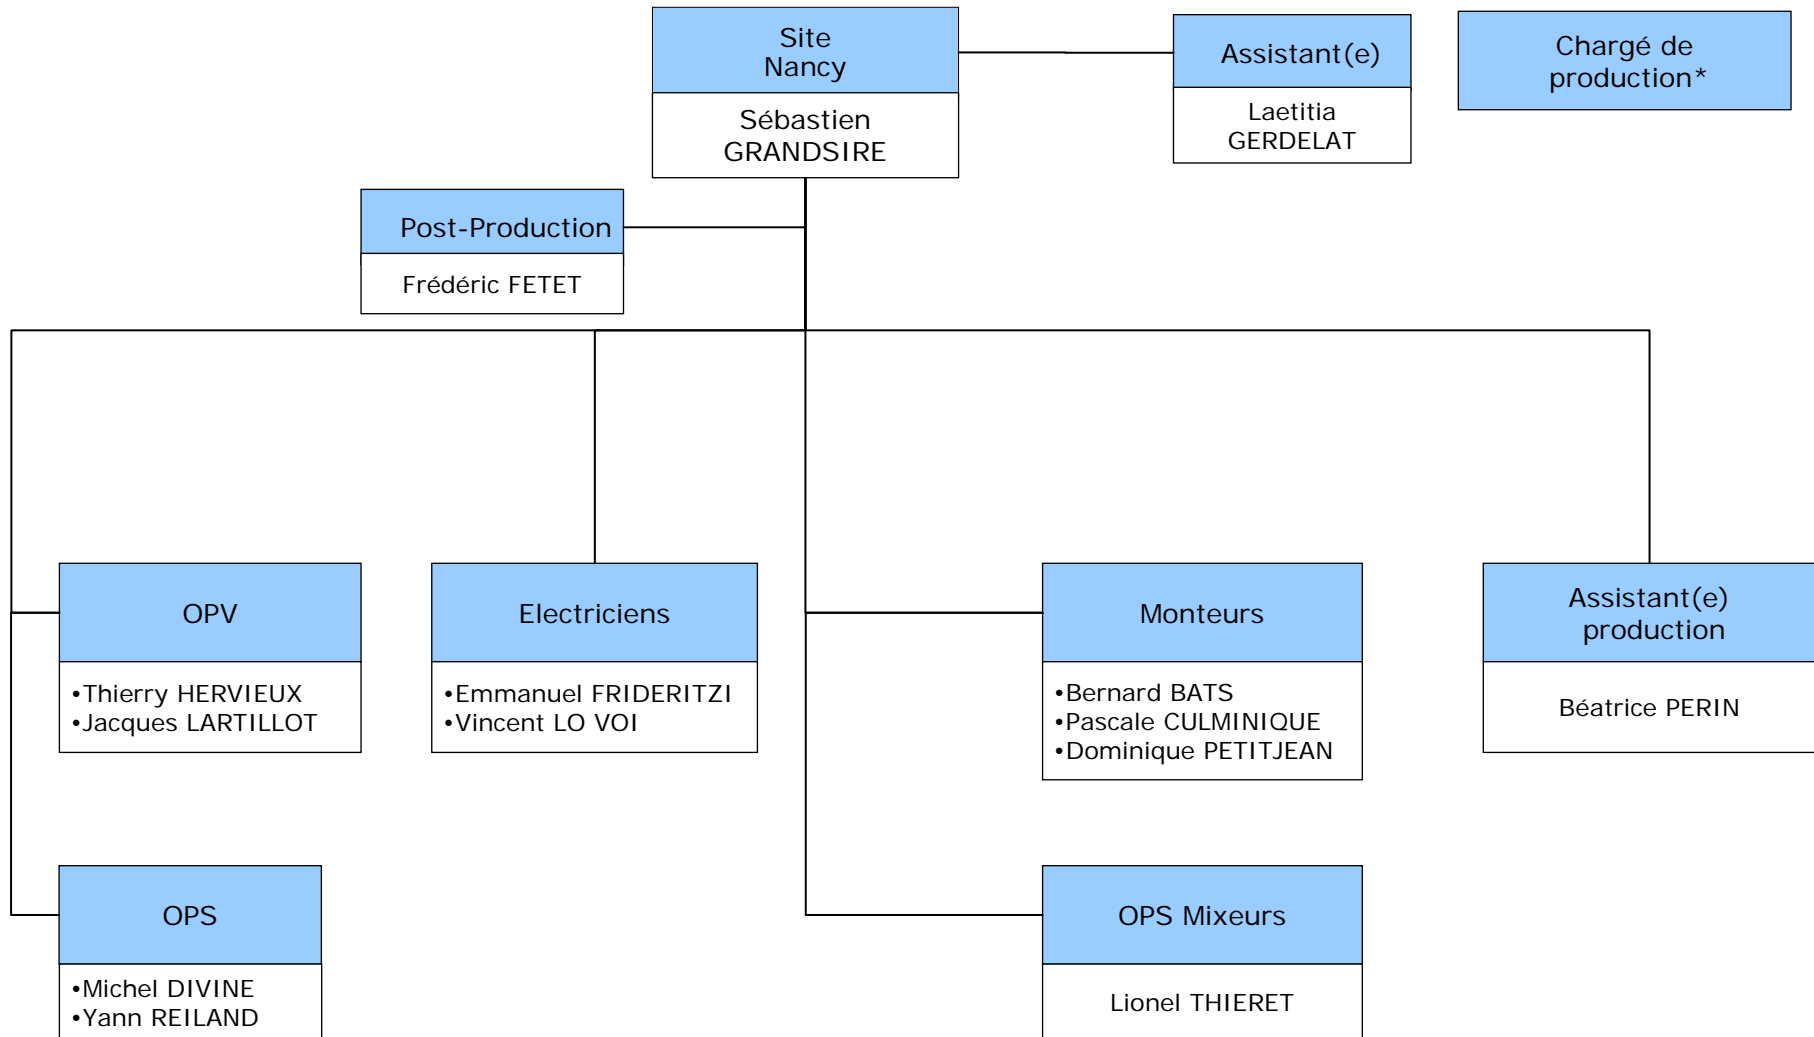 Site
Nancy
Sébastien
GRANDSIRE
Assistant(e)
Laetitia
GERDELAT
Chargé de
production*
Post-Production
Frédéric FETET
OPV
•Thierry HERVIEUX
•Jacques LARTILLOT
Electriciens
•Emmanuel FRIDERITZI
•Vincent LO VOI
Monteurs
•Bernard BATS
•Pascale CULMINIQUE
•Dominique PETITJEAN
Assistant(e)
production
Béatrice PERIN
OPS
•Michel DIVINE
•Yann REILAND
OPS Mixeurs
Lionel THIERET